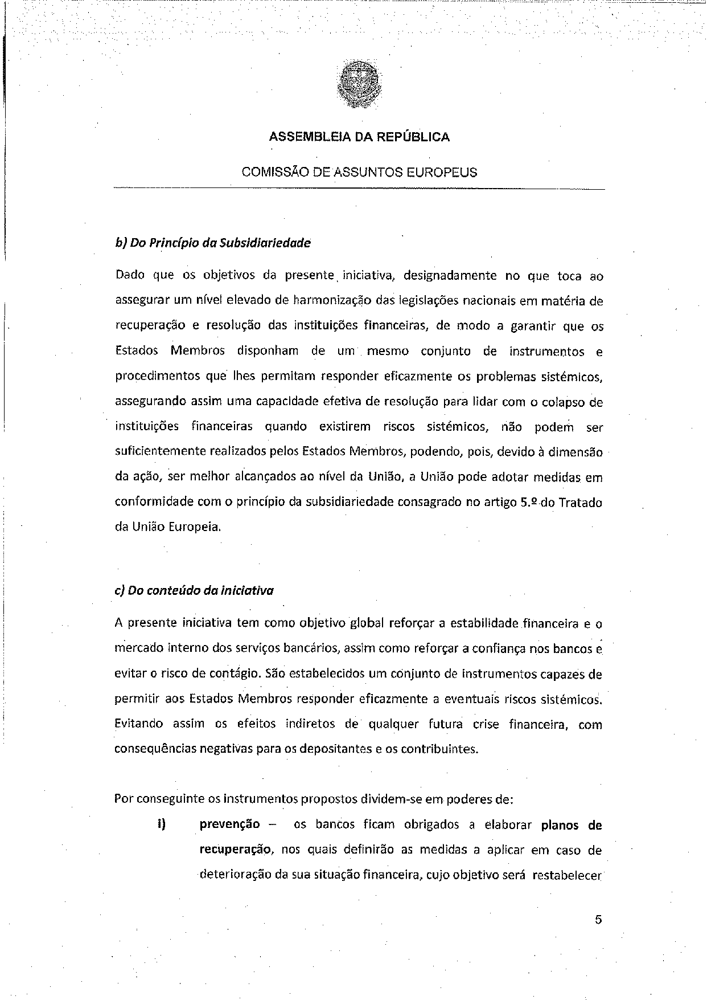 ASSEMBLEIA DA REPÚBLICA
COMISSÃO DE ASSUNTOS EUROPEUS
b) Do Princípio da Subsidiariedade
Dado que os objetivos da presente iniciativa, designadamente no que toca ao
assegurar um nível elevado de harmonização das legislações nacionais em matéria de
recuperação e resolução das instituições financeiras, de modo a garantir que os
Estados Membros disponham de um mesmo conjunto de instrumentos e
procedimentos que lhes permitam responder eficazmente os problemas sistémicos,
assegurando assim uma capacidade efetiva de resolução para lidar com o colapso de
instituições financeiras quando existirem riscos sistémicos, não podem ser
suficientemente realizados pelos Estados Membros, podendo, pois, devido à dimensão
da ação, ser melhor alcançados ao nível da União, a União pode adotar medidas em
conformidade com o princípio da subsidiariedade consagrado no artigo 5.º do Tratado
da União Europeia.
c) Do conteúdo da iniciativa
A presente iniciativa tem como objetivo global reforçar a estabilidade financeira e o
mercado interno dos serviços bancários, assim como reforçar a confiança nos bancos e
evitar o risco de contágio. São estabelecidos um conjunto de instrumentos capazes de
permitir aos Estados Membros responder eficazmente a eventuais riscos sistémicos.
Evitando assim os efeitos indiretos de qualquer futura crise financeira, com
consequências negativas para os depositantes e os contribuintes.
Por conseguinte os instrumentos propostos dividem-se em poderes de:
i) prevenção – os bancos ficam obrigados a elaborar planos de
recuperação, nos quais definirão as medidas a aplicar em caso de
deterioração da sua situação financeira, cujo objetivo será restabelecer
5